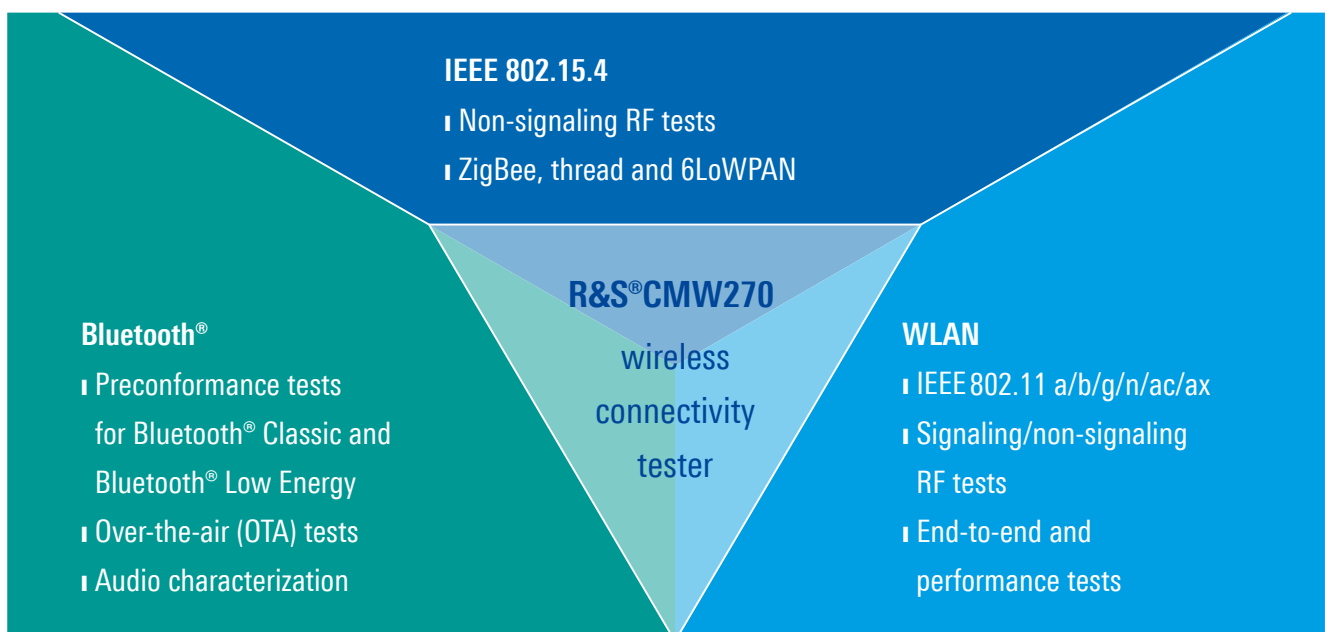 IEEE 802.15.4
ı Non-signaling RF tests
ı ZigBee, thread and 6LoWPAN
R&S®CMW270
wireless
connectivity
tester
Bluetooth®
ı Preconformance tests
for Bluetooth® Classic and
Bluetooth® Low Energy
ı Over-the-air (OTA) tests
ı Audio characterization
WLAN
ı IEEE 802.11 a/b/g/n/ac/ax
ı Signaling/non-signaling
RF tests
ı End-to-end and
performance tests